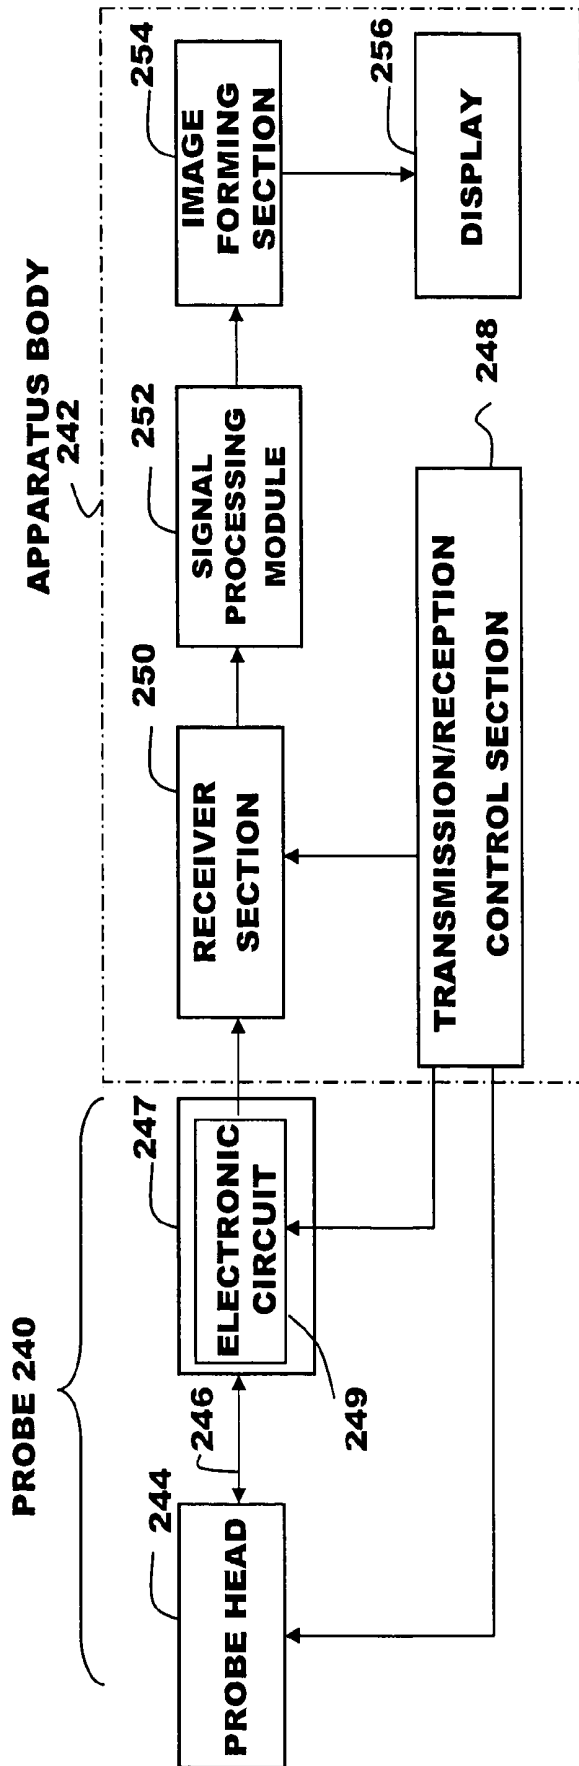 PROBE 240
APPARATUS BODY
242
244
PROBE HEAD
246
247
ELECTRONIC
CIRCUIT
249
250
RECEIVER
SECTION
252
SIGNAL
PROCESSING
MODULE
254
IMAGE
FORMING
SECTION
256
DISPLAY
248
TRANSMISSION/RECEPTION
CONTROL SECTION